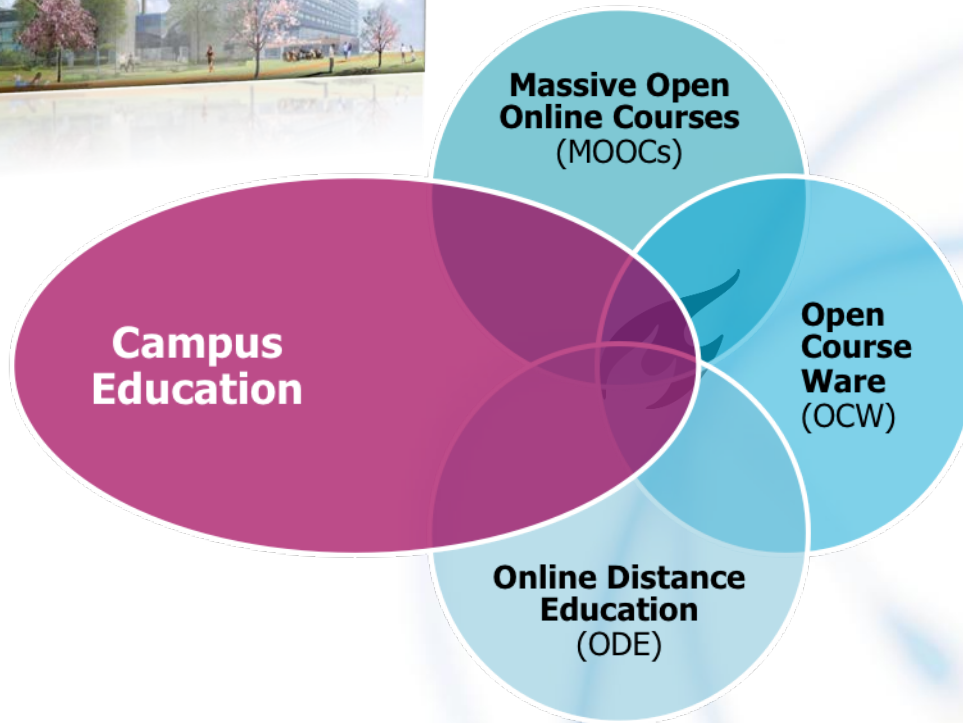 Massive Open
Online Courses
(MOOCs)
Campus
Education
Open
Course
Ware
(OCW)
Online Distance
Education
(ODE)